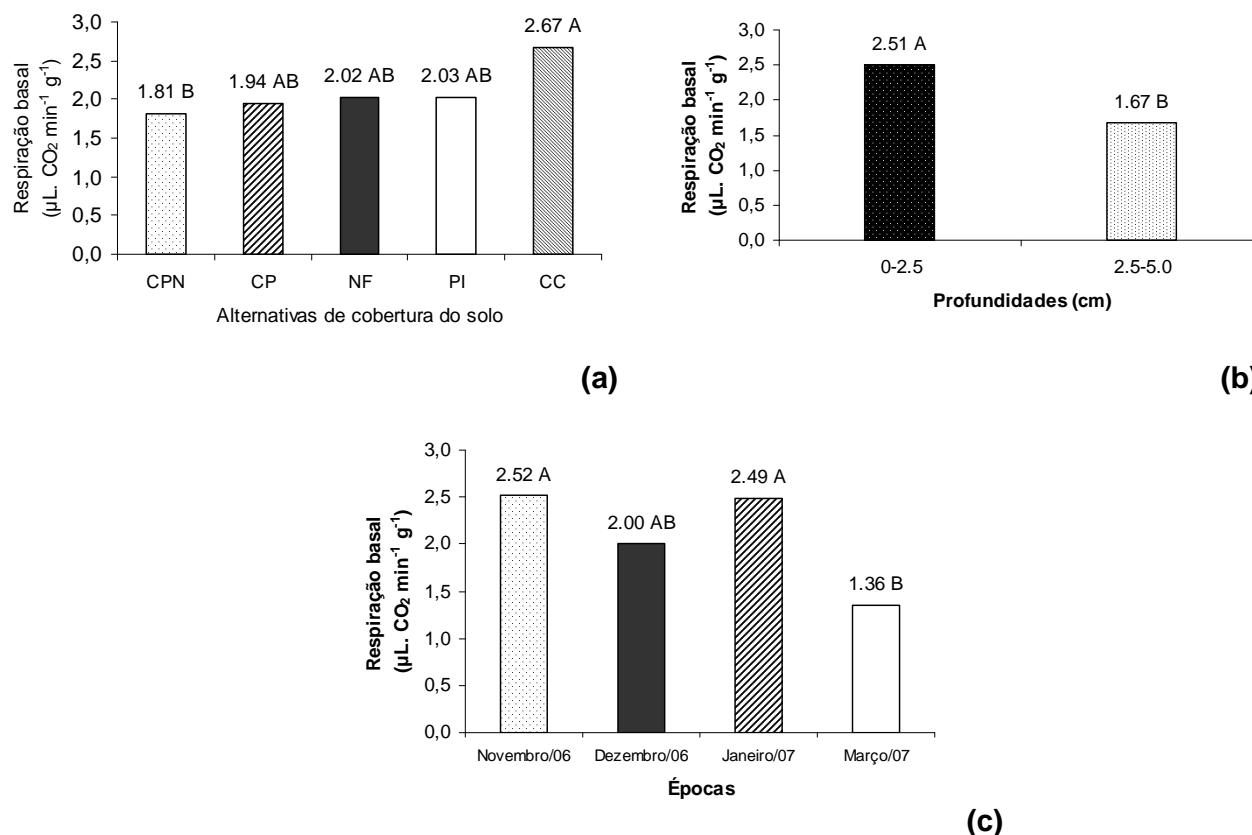 Respiração basal
(µL. CO₂ min⁻¹ g⁻¹)
3,0
2,5
2,0
1,5
1,0
0,5
0,0
1.81 B
1.94 AB
2.02 AB
2.03 AB
2.67 A
CPN
CP
NF
PI
CC
Alternativas de cobertura do solo
(a)
Respiração basal
(µL. CO₂ min⁻¹ g⁻¹)
3,0
2,5
2,0
1,5
1,0
0,5
0,0
2.51 A
1.67 B
0-2.5
2.5-5.0
Profundidades (cm)
(b)
Respiração basal
(µL. CO₂ min⁻¹ g⁻¹)
3,0
2,5
2,0
1,5
1,0
0,5
0,0
2.52 A
2.00 AB
2.49 A
1.36 B
Novembro/06
Dezembro/06
Janeiro/07
Março/07
Épocas
(c)